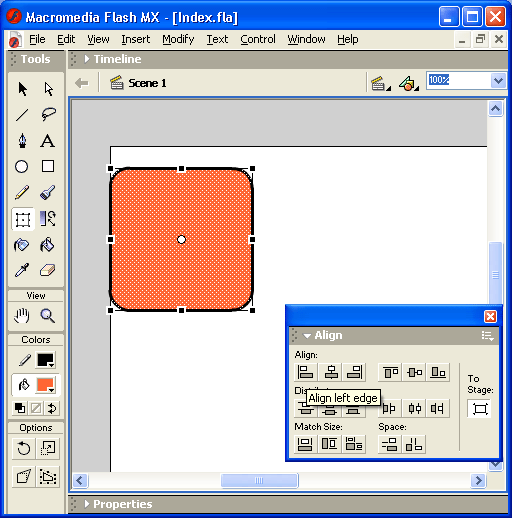 Macromedia Flash MX - [Index.fla]
File Edit View Insert Modify Text Control Window Help
Tools
Timeline
Scene 1
100%
A
View
Colors
Options
Align
Align:
To
Stage:
Align left edge
Match Size:
Space:
Properties